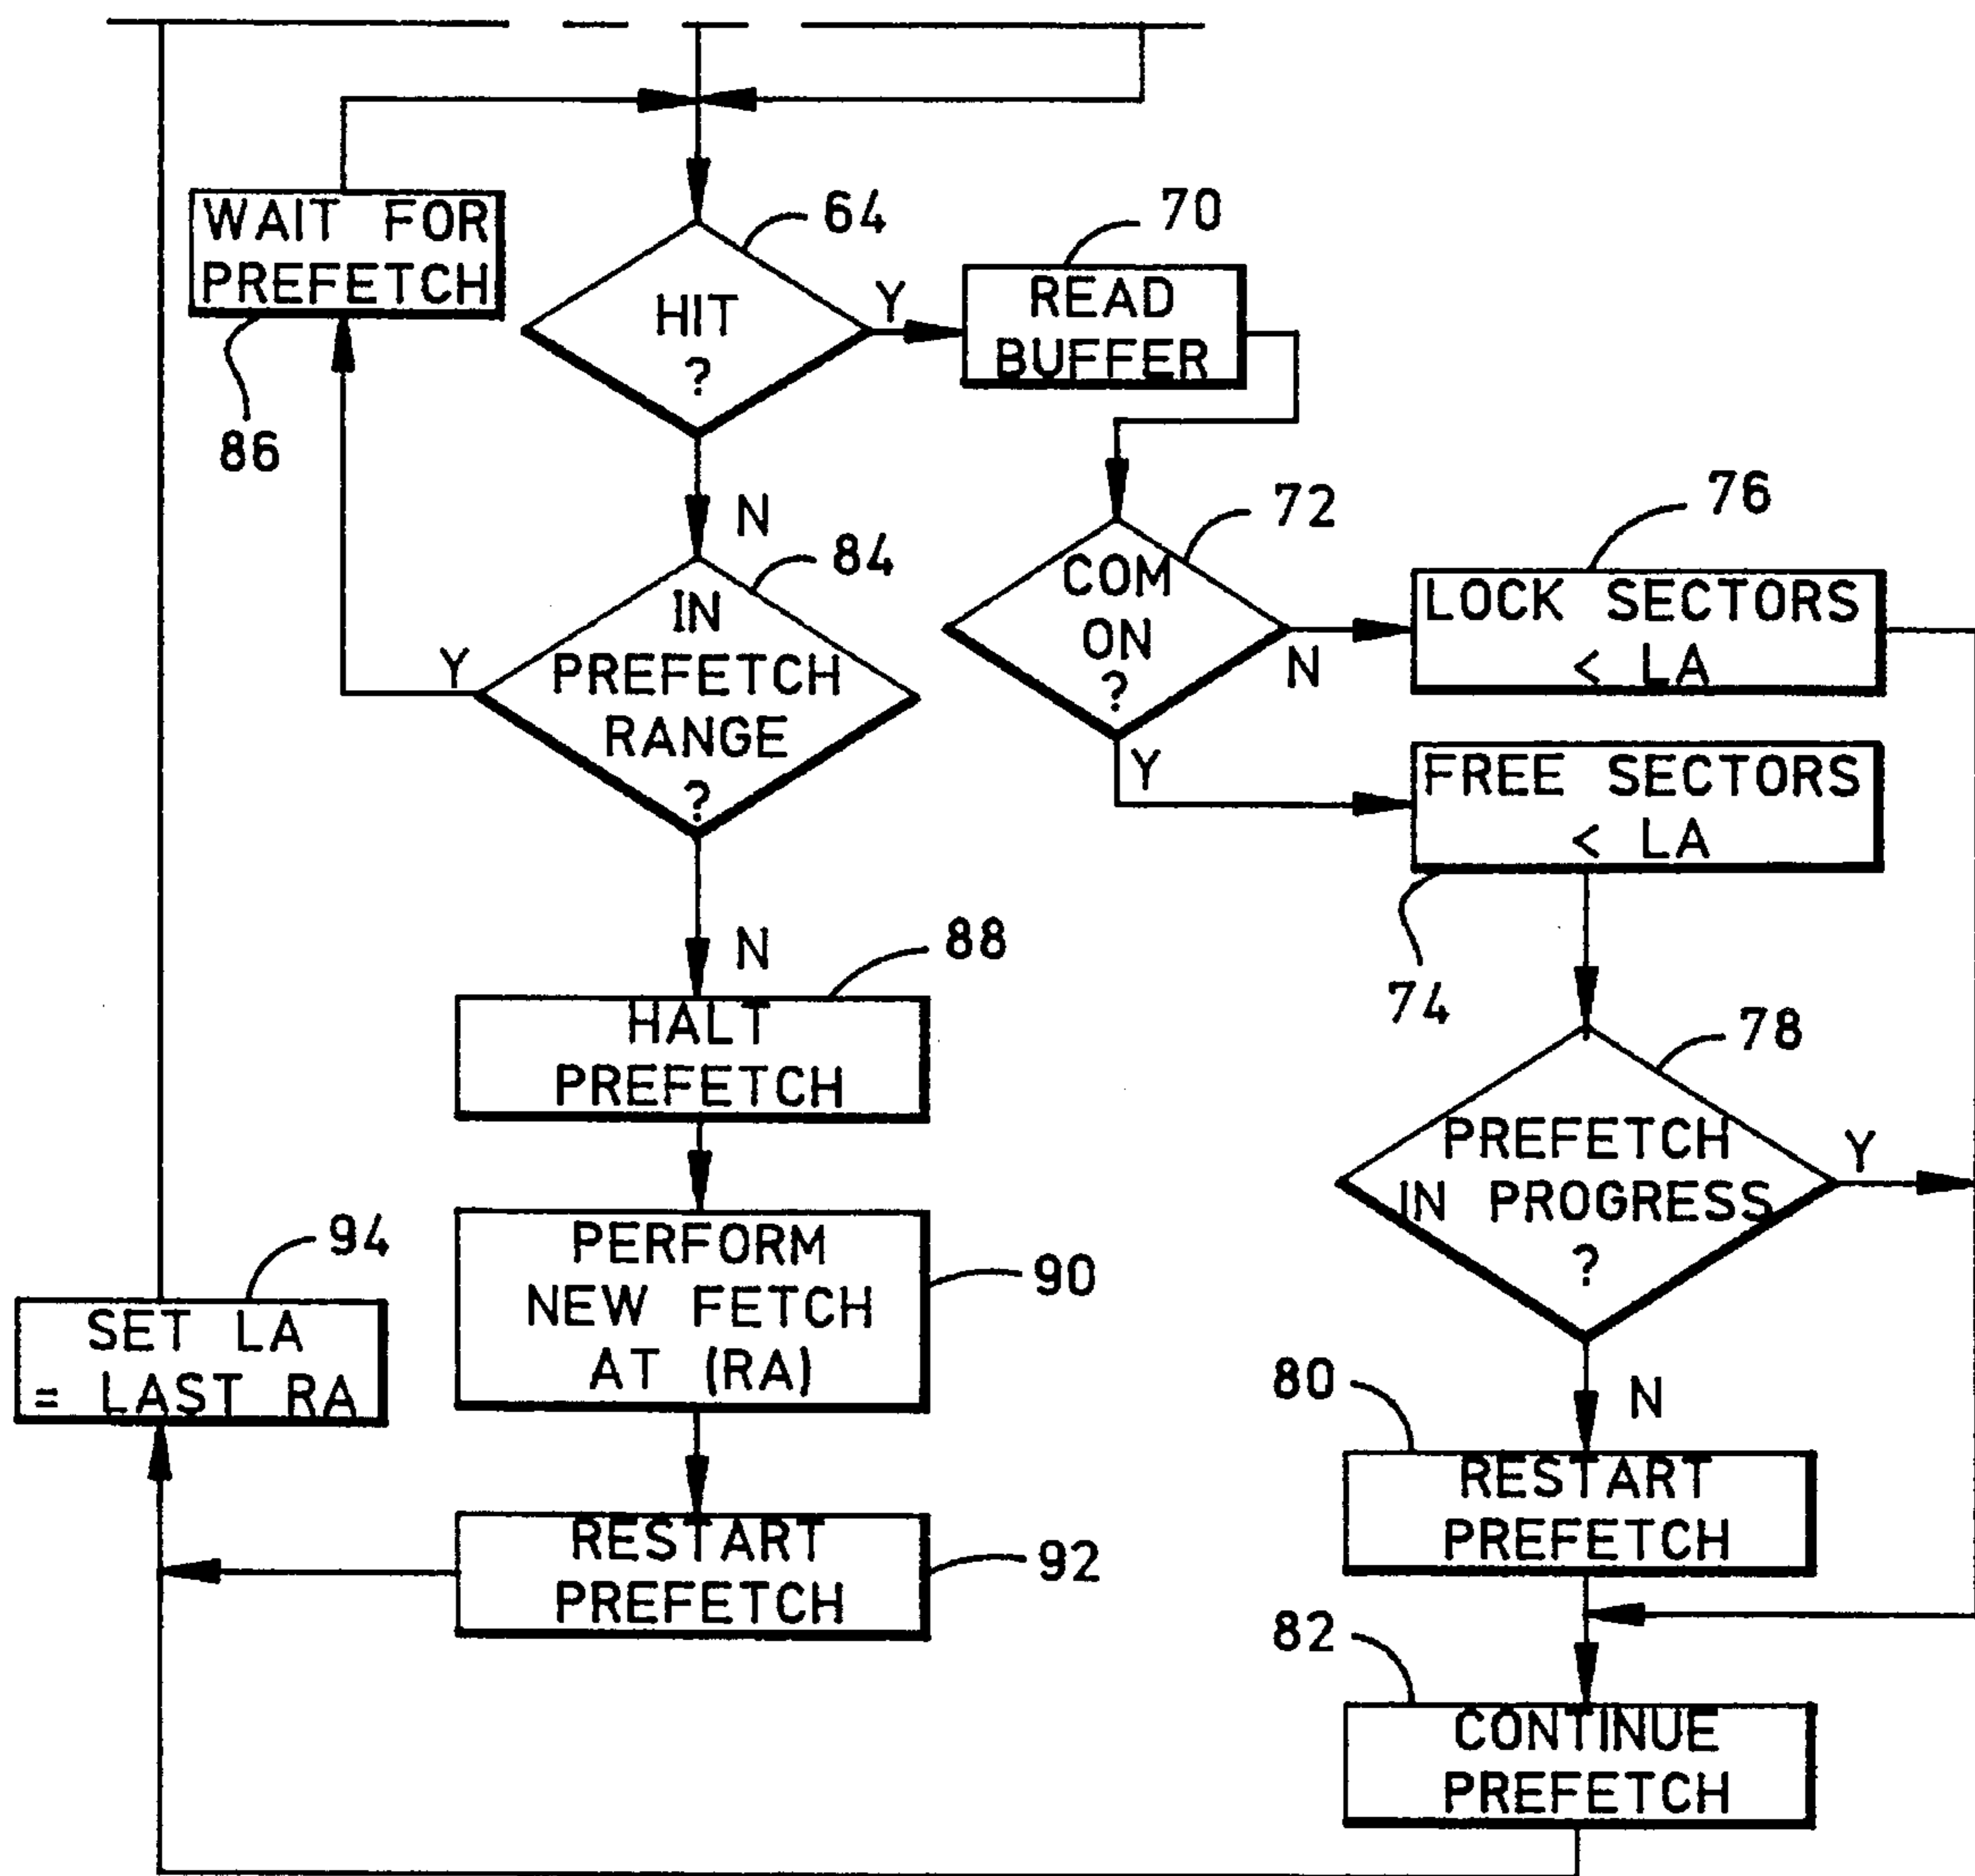 WAIT FOR
PREFETCH
86
64
HIT
?
Y
N
70
READ
BUFFER
72
COM
ON
?
N
Y
76
LOCK SECTORS
< LA
FREE SECTORS
< LA
74
84
IN
PREFETCH
RANGE
?
Y
N
88
HALT
PREFETCH
78
PREFETCH
IN PROGRESS
?
Y
N
90
PERFORM
NEW FETCH
AT (RA)
94
SET LA
= LAST RA
92
RESTART
PREFETCH
80
RESTART
PREFETCH
82
CONTINUE
PREFETCH